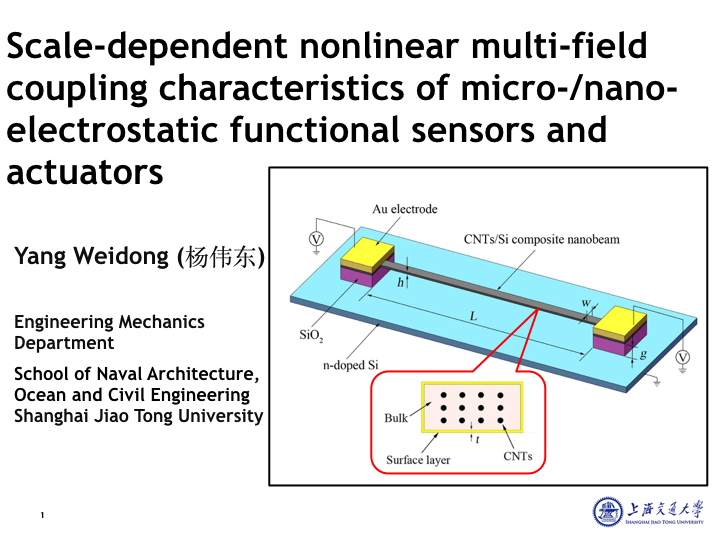 Scale-dependent nonlinear multi-field
coupling characteristics of micro-/nano-
electrostatic functional sensors and
actuators
Yang Weidong (杨伟东)
Engineering Mechanics
Department
School of Naval Architecture,
Ocean and Civil Engineering
Shanghai Jiao Tong University
Au electrode
V
CNTs/Si composite nanobeam
h
w
L
SiO2
g
V
n-doped Si
Bulk
t
Surface layer
CNTs
1
上海交通大学
SHANGHAI JIAO TONG UNIVERSITY